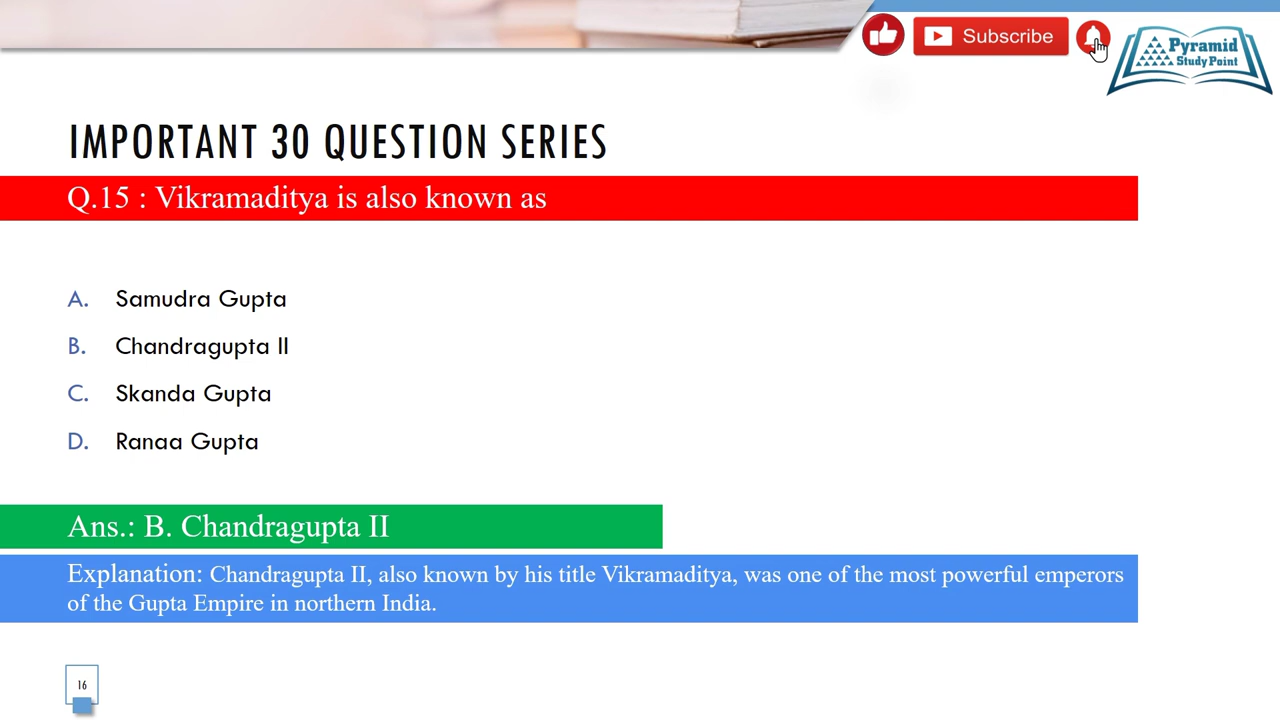 Subscribe
Pyramid
Study Point
IMPORTANT 30 QUESTION SERIES
Q.15 : Vikramaditya is also known as
A. Samudra Gupta
B. Chandragupta II
C. Skanda Gupta
D. Ranaa Gupta
Ans.: B. Chandragupta II
Explanation: Chandragupta II, also known by his title Vikramaditya, was one of the most powerful emperors
of the Gupta Empire in northern India.
16